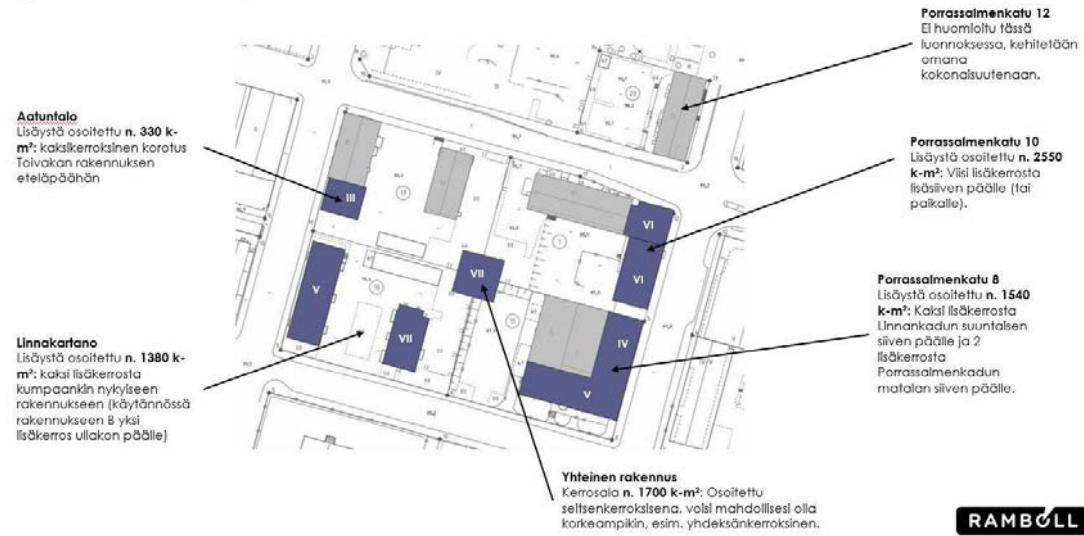 Porrassalmenkatu 12
Ei huomioitu tässä
luonnoksessa, kehitetään
omana
kokonaisuutenaan.
Aatuntalo
Lisäystä osoitettu n. 330 k-
m²: kaksikerroksinen korotus
Toivakan rakennuksen
eteläpäähän
Porrassalmenkatu 10
Lisäystä osoitettu n. 2550
k-m²: Viisi lisäkerrosta
lisäsiiven päälle (tai
paikalle).
III
VI
VI
VII
V
VII
IV
V
Porrassalmenkatu 8
Lisäystä osoitettu n. 1540
k-m²: Kaksi lisäkerrosta
Linnankadun suuntaisen
siiven päälle ja 2
lisäkerrosta
Porrassalmenkadun
matalan siiven päälle.
Linnakartano
Lisäystä osoitettu n. 1380 k-
m²: kaksi lisäkerrosta
kumpaankin nykyiseen
rakennukseen (käytännössä
rakennukseen B yksi
lisäkerros ullakon päälle)
Yhteinen rakennus
Kerrosala n. 1700 k-m²: Osoitettu
seitsenkerroksisena, voisi mahdollisesi olla
korkeampikin, esim. yhdeksänkerroksinen.
RAMBOLL